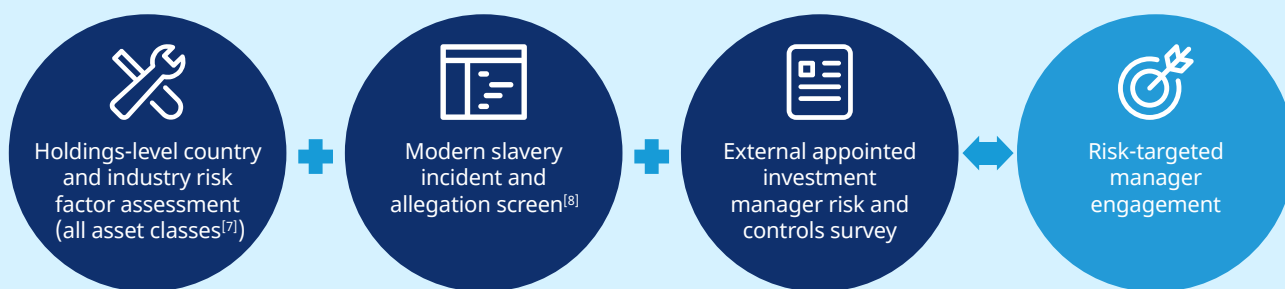 Holdings-level country
and industry risk
factor assessment
(all asset classes[7])
Modern slavery
incident and
allegation screen[8]
External appointed
investment
manager risk and
controls survey
Risk-targeted
manager
engagement